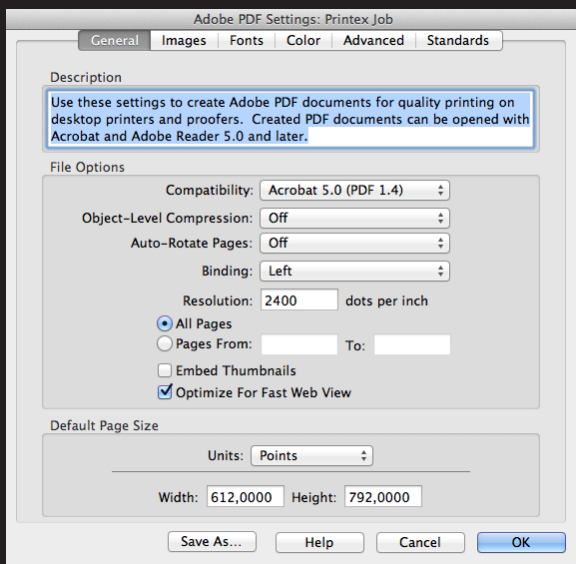 Adobe PDF Settings: Printex Job
General Images Fonts Color Advanced Standards
Description
Use these settings to create Adobe PDF documents for quality printing on
desktop printers and proofers.  Created PDF documents can be opened with
Acrobat and Adobe Reader 5.0 and later.
File Options
Compatibility: Acrobat 5.0 (PDF 1.4)
Object-Level Compression: Off
Auto-Rotate Pages: Off
Binding: Left
Resolution: 2400 dots per inch
All Pages
Pages From: To:
Embed Thumbnails
Optimize For Fast Web View
Default Page Size
Units: Points
Width: 612,0000 Height: 792,0000
Save As... Help Cancel OK